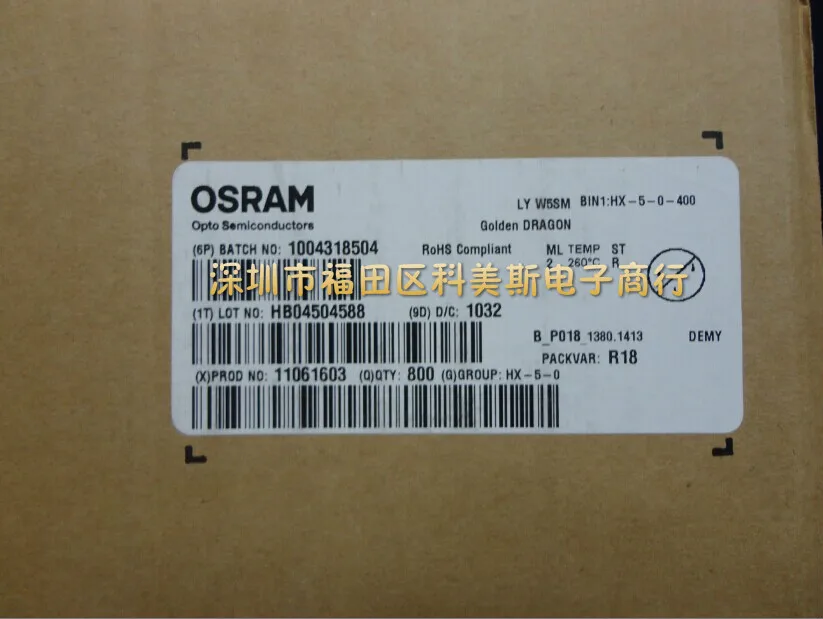 OSRAM
Opto Semiconductors
LY W5SM BIN1:HX-5-0-400
Golden DRAGON
(6P) BATCH NO: 1004318504
RoHS Compliant
ML TEMP ST
2 260°C R
深圳市福田区科美斯电子商行
(1T) LOT NO: HB04504588 (9D) D/C: 1032
B_P018_1380.1413 DEMY
PACKVAR: R18
(X)PROD NO: 11061603 (Q)QTY: 800 (G)GROUP: HX-5-0